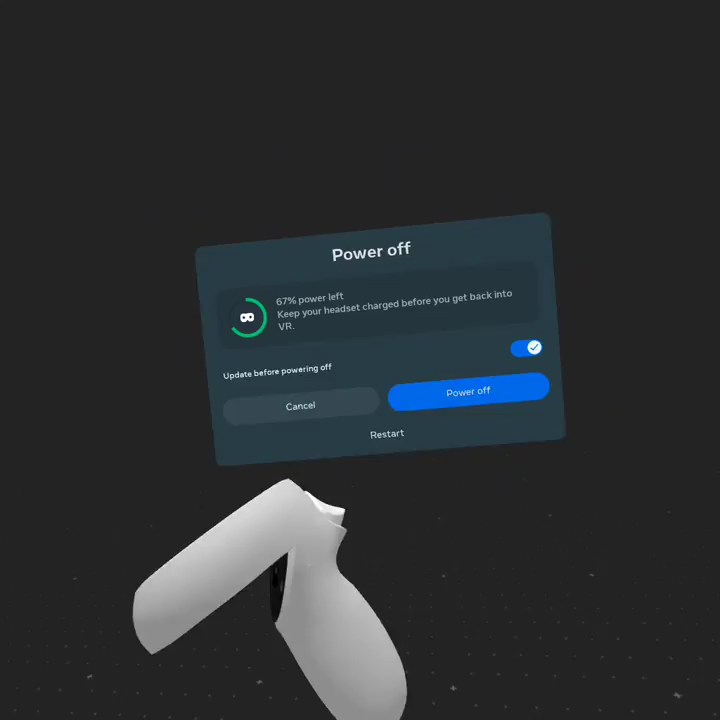 Power off
67% power left
Keep your headset charged before you get back into
VR.
Update before powering off
Cancel
Power off
Restart